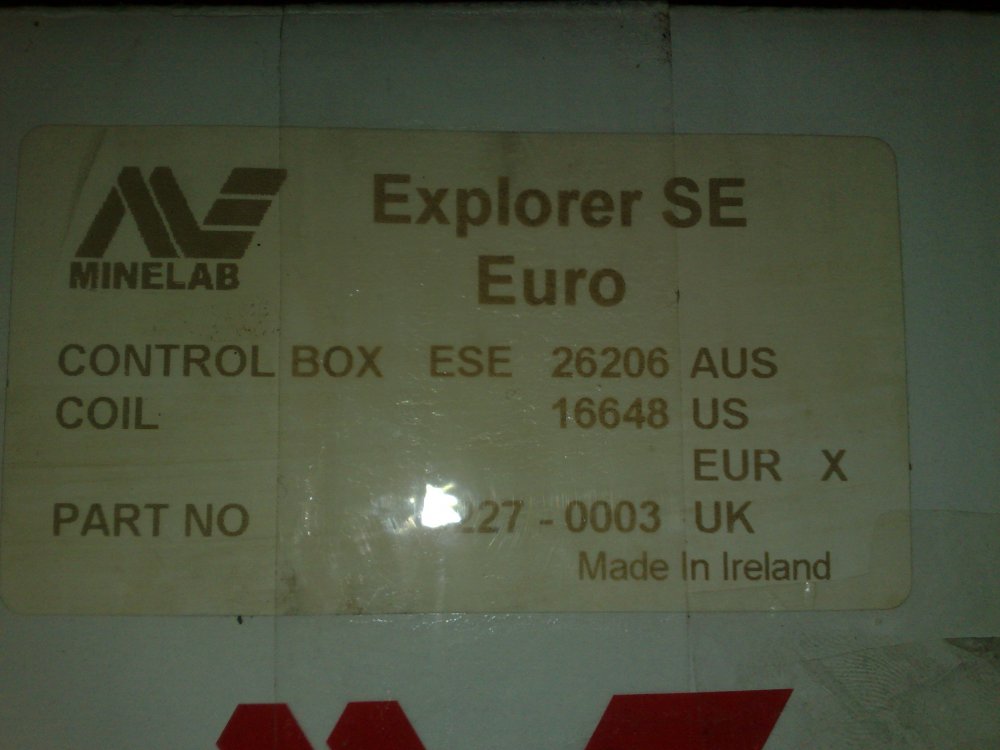 MINELAB
Explorer SE
Euro
CONTROL BOX ESE 26206 AUS
COIL 16648 US
EUR X
PART NO 227 - 0003 UK
Made In Ireland